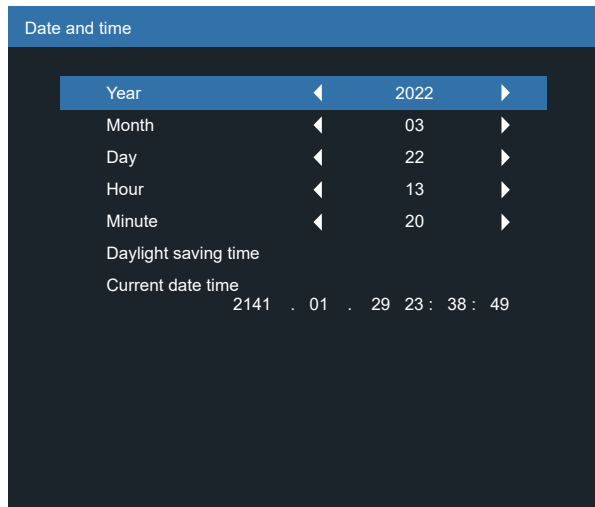 Date and time
Year 2022
Month 03
Day 22
Hour 13
Minute 20
Daylight saving time
Current date time
2141 . 01 . 29 23 : 38 : 49